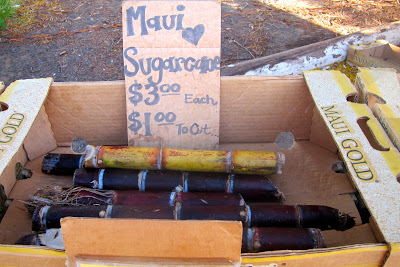 Maui
Sugarcane
$3.00 Each
$1.00 To Cut
MAUI GOLD
GOLD